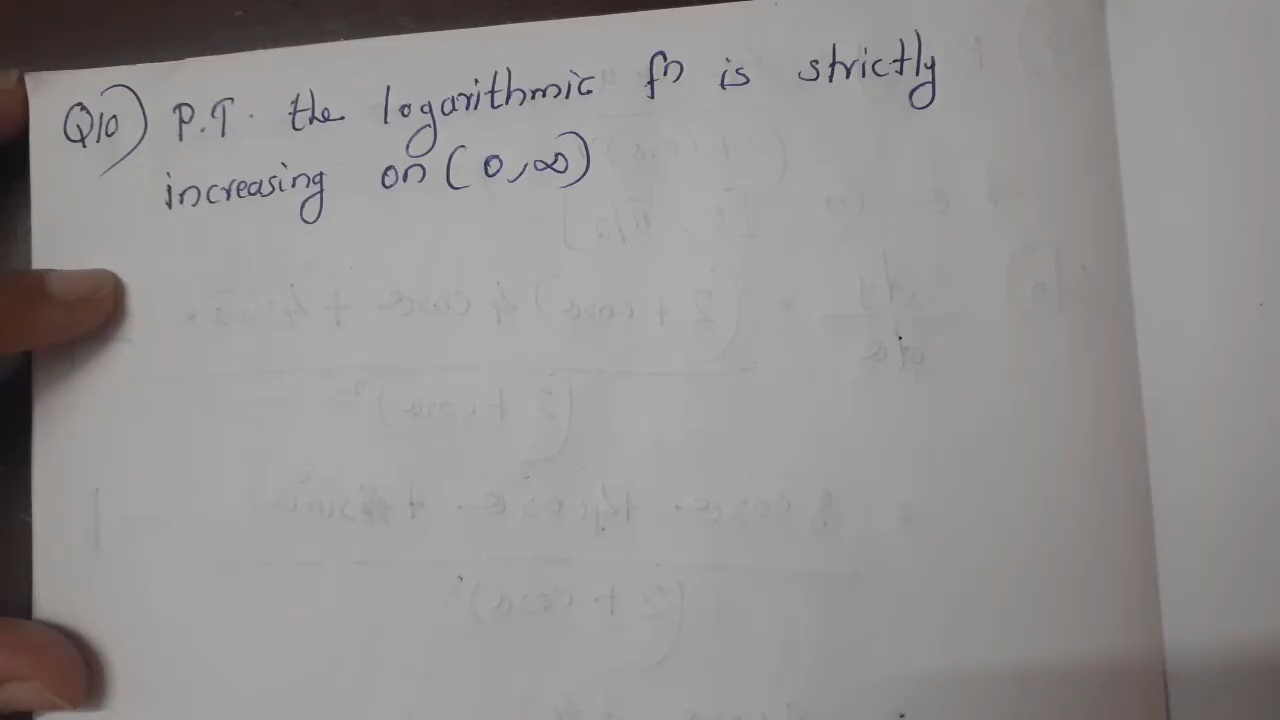 Q10) P.T. the logarithmic fn is strictly
increasing on (0,∞)